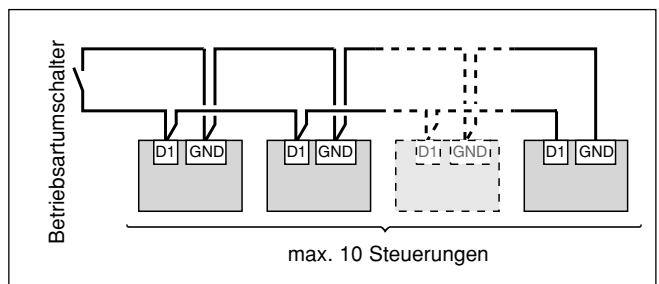 Betriebsartumschalter
D1 GND D1 GND D1 GND D1 GND
max. 10 Steuerungen